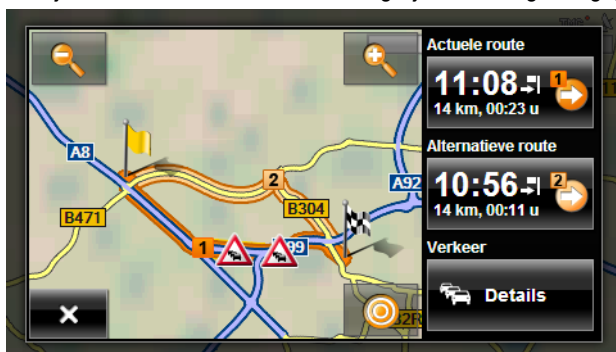 Actuele route
11:08
1
14 km, 00:23 u
Alternatieve route
10:56
2
14 km, 00:11 u
Verkeer
Details
A8
B471
2
B304
A92
1
99
B2R